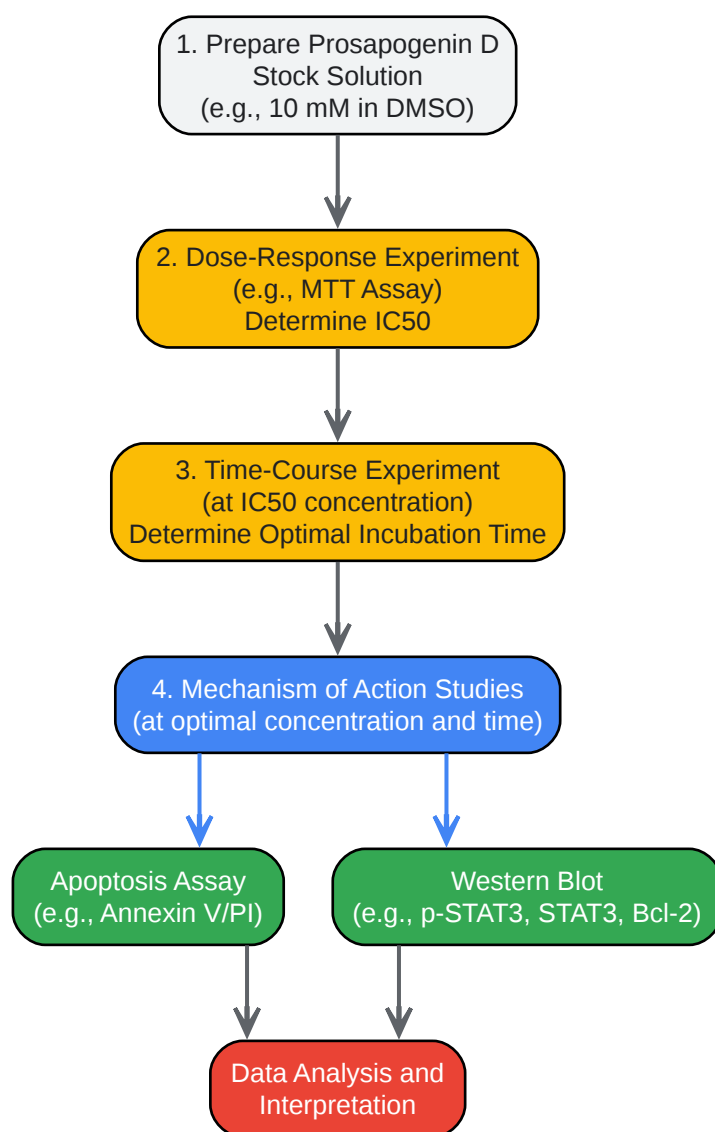 1. Prepare Prosapogenin D
Stock Solution
(e.g., 10 mM in DMSO)
2. Dose-Response Experiment
(e.g., MTT Assay)
Determine IC50
3. Time-Course Experiment
(at IC50 concentration)
Determine Optimal Incubation Time
4. Mechanism of Action Studies
(at optimal concentration and time)
Apoptosis Assay
(e.g., Annexin V/PI)
Western Blot
(e.g., p-STAT3, STAT3, Bcl-2)
Data Analysis and
Interpretation